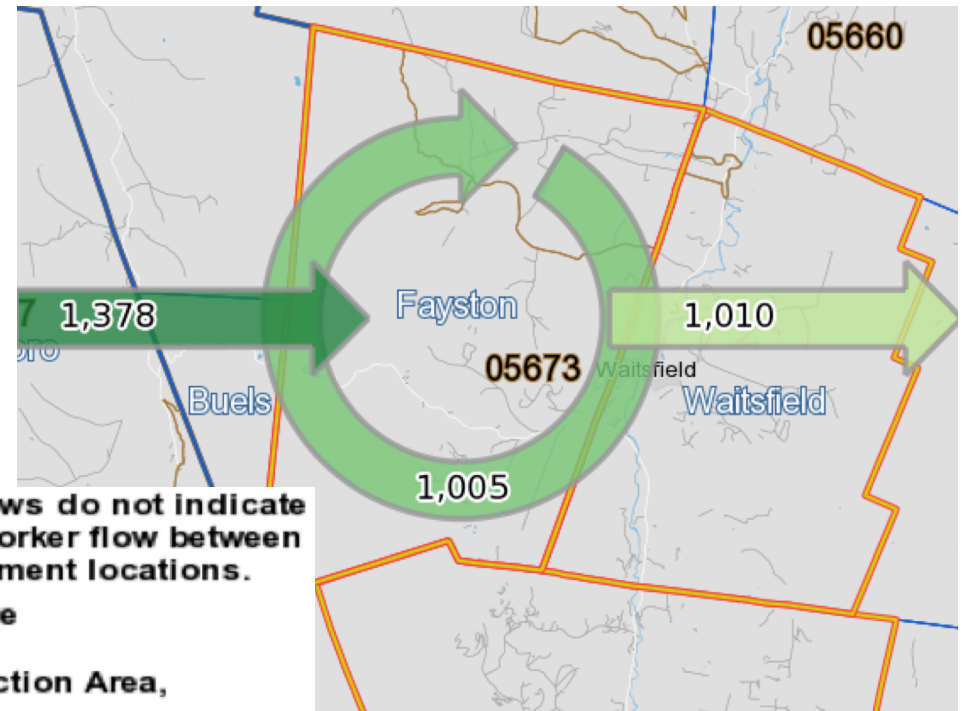 05660
7
1,378
Fayston
1,010
05673
Waitsfield
Buels
Waitsfield
1,005
ws do not indicate
orker flow between
ment locations.
e
ction Area,